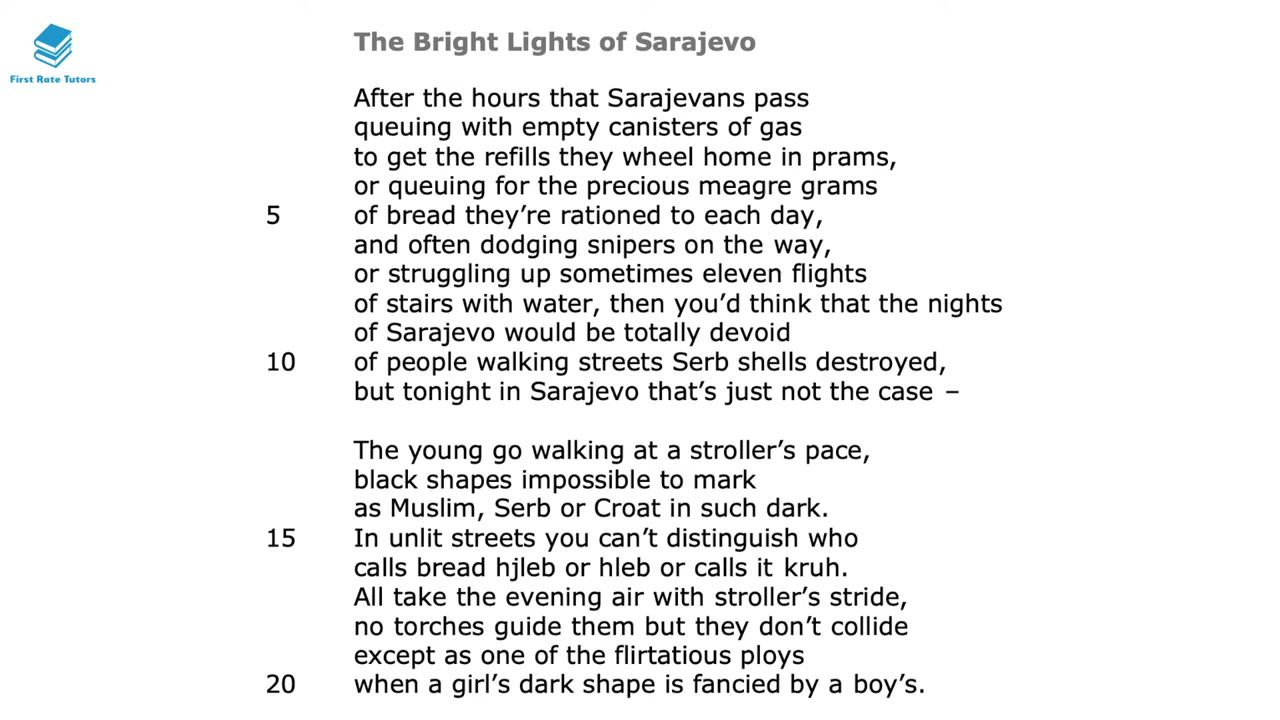 First Rate Tutors
The Bright Lights of Sarajevo
After the hours that Sarajevans pass
queuing with empty canisters of gas
to get the refills they wheel home in prams,
or queuing for the precious meagre grams
5 of bread they’re rationed to each day,
and often dodging snipers on the way,
or struggling up sometimes eleven flights
of stairs with water, then you’d think that the nights
of Sarajevo would be totally devoid
10 of people walking streets Serb shells destroyed,
but tonight in Sarajevo that’s just not the case –
The young go walking at a stroller’s pace,
black shapes impossible to mark
as Muslim, Serb or Croat in such dark.
15 In unlit streets you can’t distinguish who
calls bread hjleb or hleb or calls it kruh.
All take the evening air with stroller’s stride,
no torches guide them but they don’t collide
except as one of the flirtatious ploys
20 when a girl’s dark shape is fancied by a boy’s.